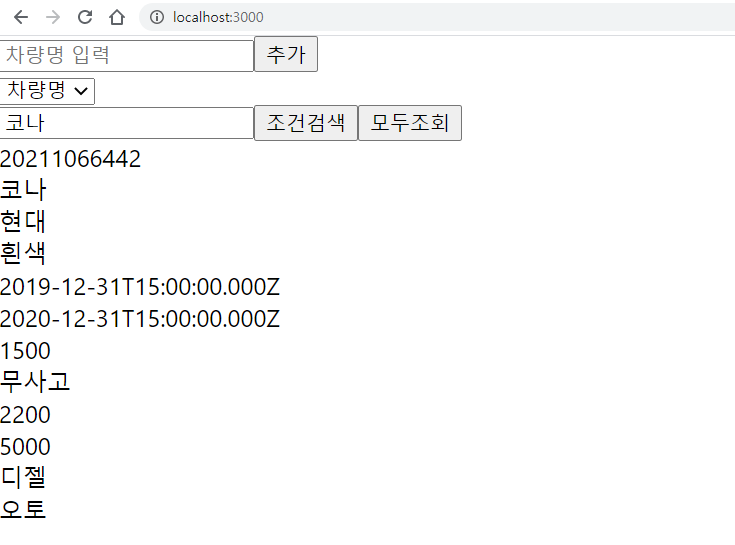 localhost:3000
차량명 입력 추가
차량명
코나 조건검색 모두조회
20211066442
코나
현대
흰색
2019-12-31T15:00:00.000Z
2020-12-31T15:00:00.000Z
1500
무사고
2200
5000
디젤
오토